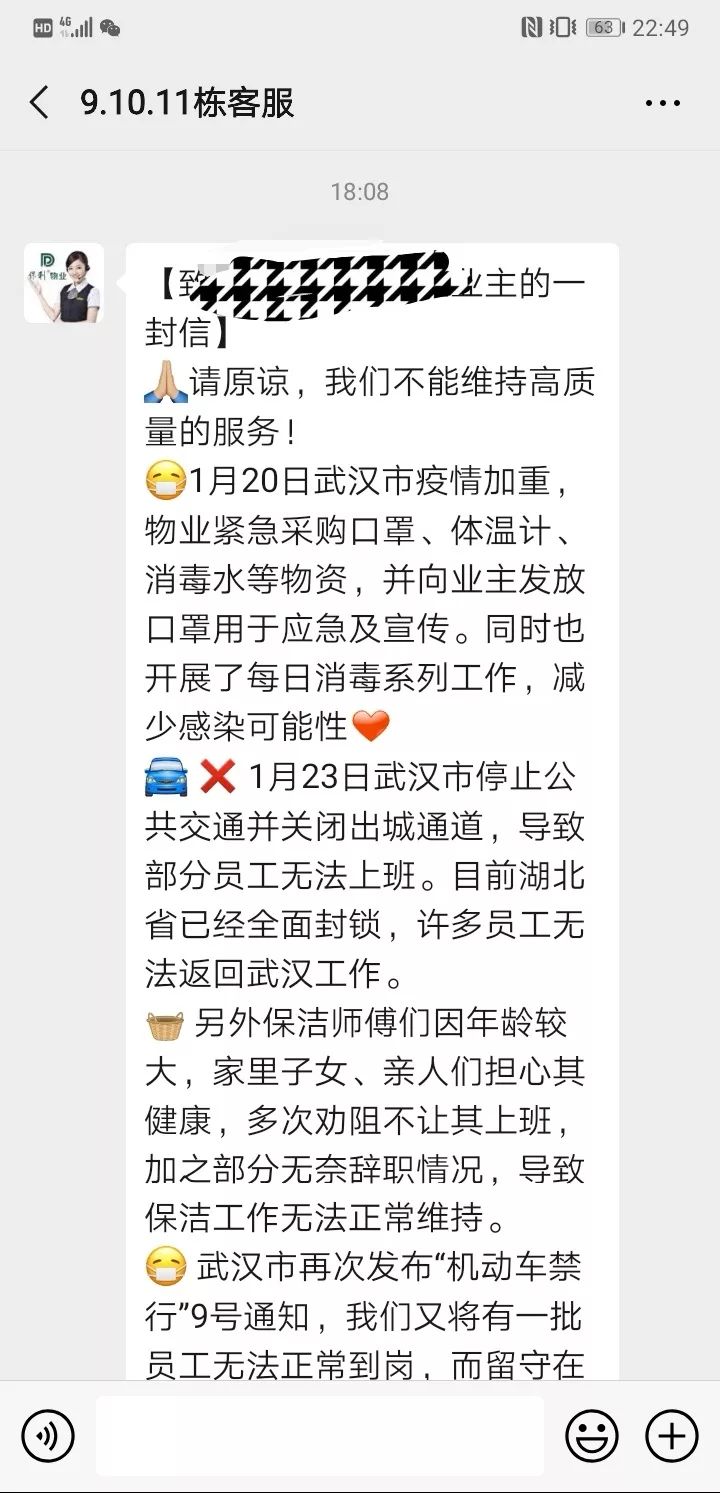 HD 4G 63 22:49
9.10.11栋客服
18:08
保利物业
【致 业主的一
封信】
请原谅，我们不能维持高质
量的服务！
1月20日武汉市疫情加重，
物业紧急采购口罩、体温计、
消毒水等物资，并向业主发放
口罩用于应急及宣传。同时也
开展了每日消毒系列工作，减
少感染可能性
1月23日武汉市停止公
共交通并关闭出城通道，导致
部分员工无法上班。目前湖北
省已经全面封锁，许多员工无
法返回武汉工作。
另外保洁师傅们因年龄较
大，家里子女、亲人们担心其
健康，多次劝阻不让其上班，
加之部分无奈辞职情况，导致
保洁工作无法正常维持。
武汉市再次发布“机动车禁
行”9号通知，我们又将有一批
员工无法正常到岗，而留守在